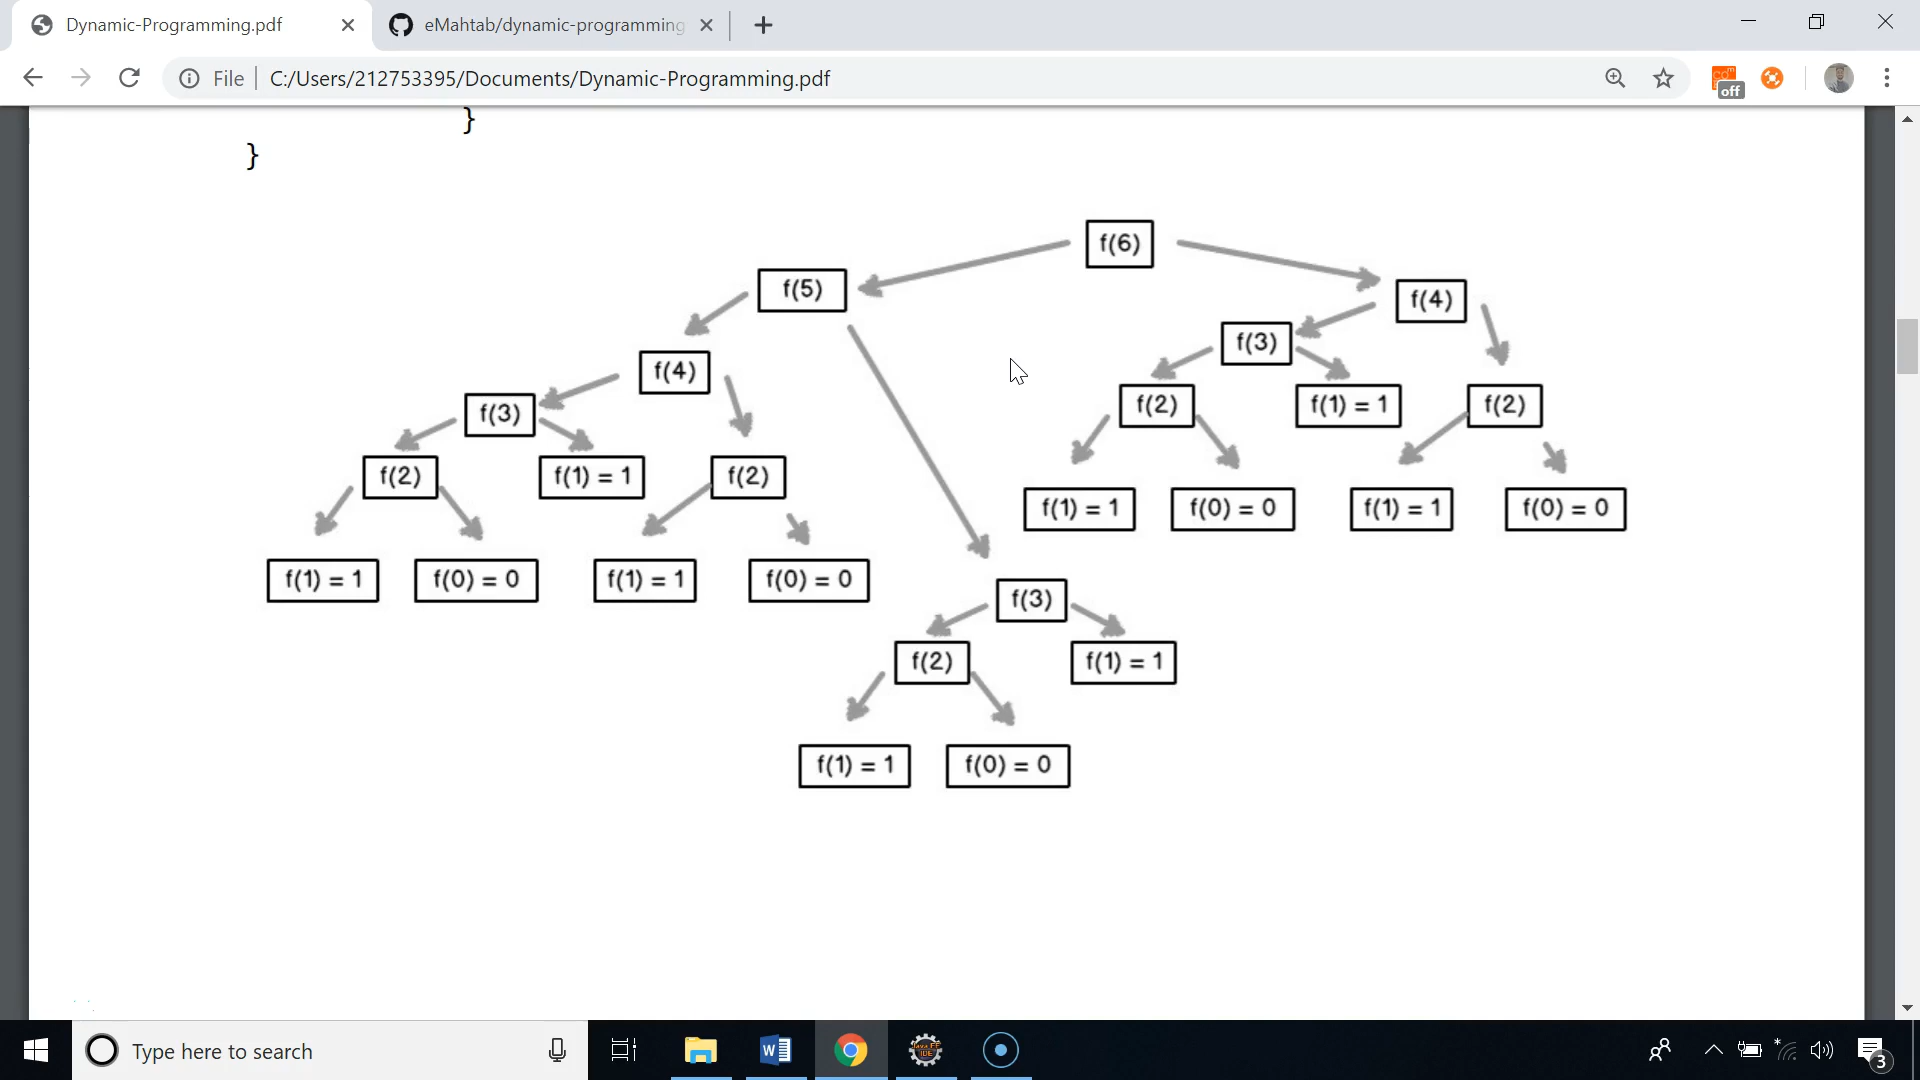 Dynamic-Programming.pdf
eMahtab/dynamic-programming
File
C:/Users/212753395/Documents/Dynamic-Programming.pdf
off
}
}
f(6)
f(5)
f(4)
f(3)
f(4)
f(3)
f(2)
f(1) = 1
f(2)
f(2)
f(1) = 1
f(2)
f(1) = 1
f(0) = 0
f(1) = 1
f(0) = 0
f(1) = 1
f(0) = 0
f(1) = 1
f(0) = 0
f(3)
f(2)
f(1) = 1
f(1) = 1
f(0) = 0
Type here to search
3